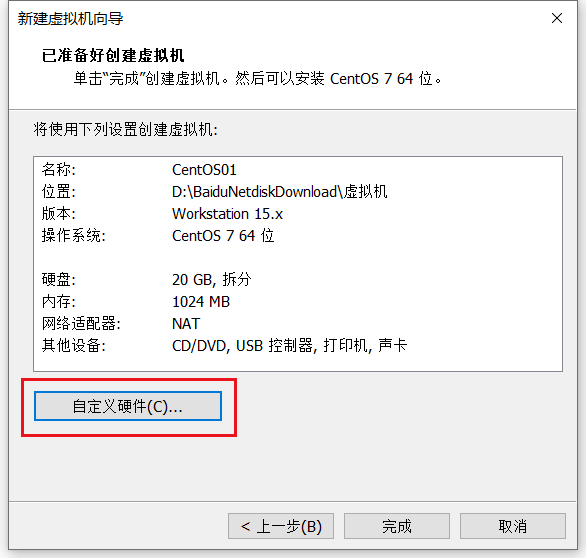 新建虚拟机向导
已准备好创建虚拟机
单击“完成”创建虚拟机。然后可以安装 CentOS 7 64 位。
将使用下列设置创建虚拟机:
名称: CentOS01
位置: D:\BaiduNetdiskDownload\虚拟机
版本: Workstation 15.x
操作系统: CentOS 7 64 位
硬盘: 20 GB, 拆分
内存: 1024 MB
网络适配器: NAT
其他设备: CD/DVD, USB 控制器, 打印机, 声卡
自定义硬件(C)...
< 上一步(B) 完成 取消